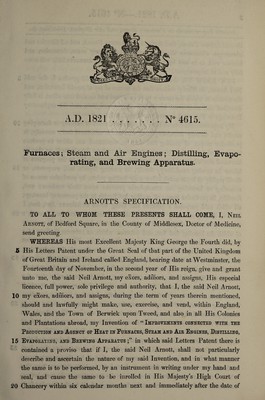 A.D. 1821 . . . . . . . N° 4615.
Furnaces; Steam and Air Engines; Distilling, Evapo-
rating, and Brewing Apparatus.
ARNOTT'S SPECIFICATION.
TO ALL TO WHOM THESE PRESENTS SHALL COME, I, NEIL
ARNOTT, of Bedford Square, in the County of Middlesex, Doctor of Medicine,
send greeting.
WHEREAS His most Excellent Majesty King George the Fourth did, by
5 His Letters Patent under the Great Seal of that part of the United Kingdom
of Great Britain and Ireland called England, bearing date at Westminster, the
Fourteenth day of November, in the second year of His reign, give and grant
unto me, the said Neil Arnott, my eXors, adm̃ors, and assigns, His especial
licence, full power, sole privilege and authority, that I, the said Neil Arnott,
10 my eXors, adm̃ors, and assigns, during the term of years therein mentioned,
should and lawfully might make, use, exercise, and vend, within England,
Wales, and the Town of Berwick upon Tweed, and also in all His Colonies
and Plantations abroad, my Invention of "IMPROVEMENTS CONNECTED WITH THE
PRODUCTION AND AGENCY OF HEAT IN FURNACES, STEAM AND AIR ENGINES, DISTILLING,
15 EVAPORATING, AND BREWING APPARATUS;" in which said Letters Patent there is
contained a proviso that if I, the said Neil Arnott, shall not particularly
describe and ascertain the nature of my said Invention, and in what manner
the same is to be performed, by an instrument in writing under my hand and
seal, and cause the same to be inrolled in His Majesty's High Court of
20 Chancery within six calendar months next and immediately after the date of